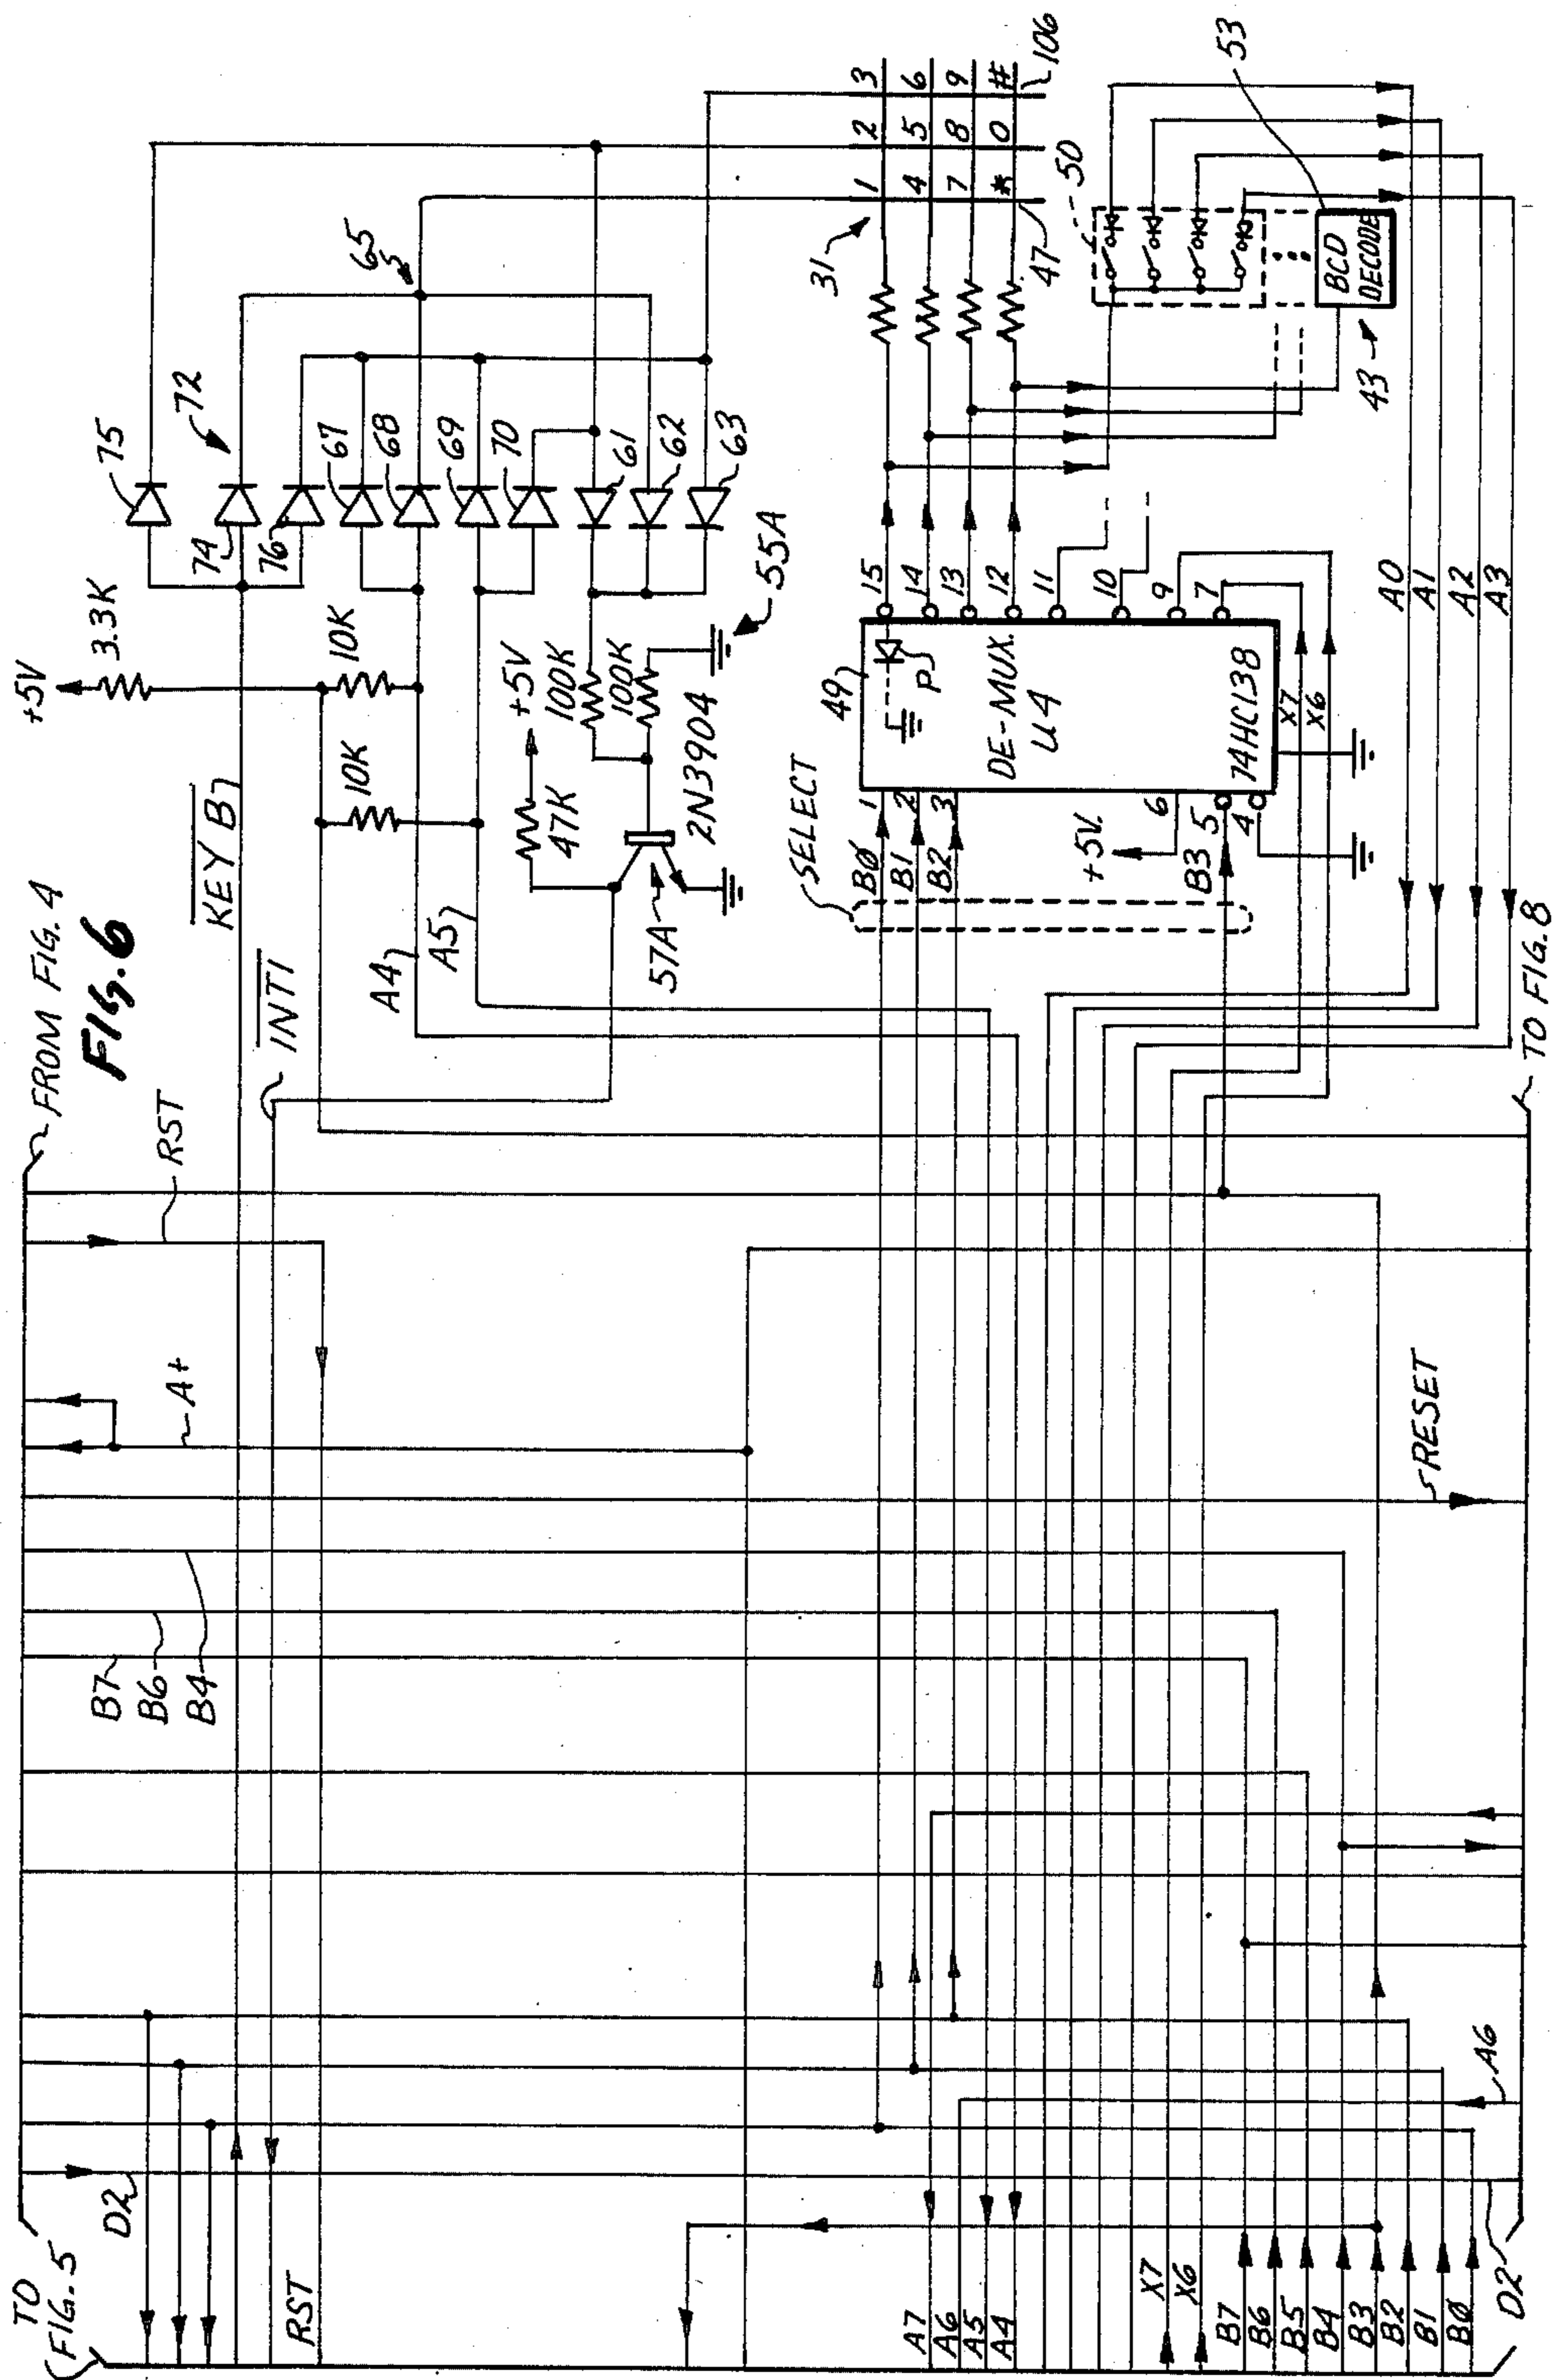 FROM FIG. 4
FIG. 6
TO FIG. 5
TO FIG. 8
+5V
3.3K
10K
10K
75
72
74
76
65
67
68
69
70
61
62
63
KEY B
INT1
A4
A5
+5V
47K
100K
100K
55A
57A
2N3904
RST
A+
B7
B6
B4
D2
RST
31
1 2 3
4 5 6
7 8 9
* 0 #
106
47
50
53
BCD
DECODE
43
49
P
DE-MUX.
U4
74HC138
SELECT
B0 1
B1 2
B2 3
+5V.
6
B3 5
4
15
14
13
12
11
10
9
7
X7
X6
A0
A1
A2
A3
RESET
A6
A7
A6
A5
A4
X7
X6
B7
B6
B5
B4
B3
B2
B1
B0
D2